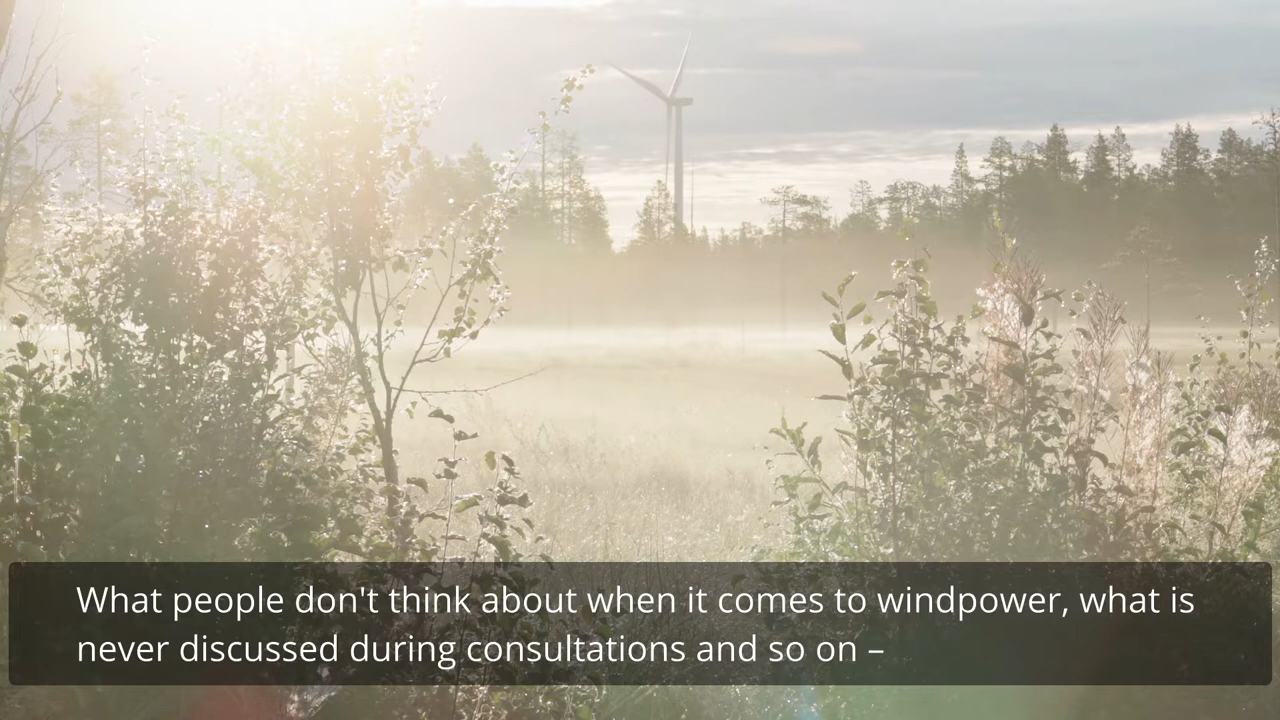 What people don't think about when it comes to windpower, what is
never discussed during consultations and so on –